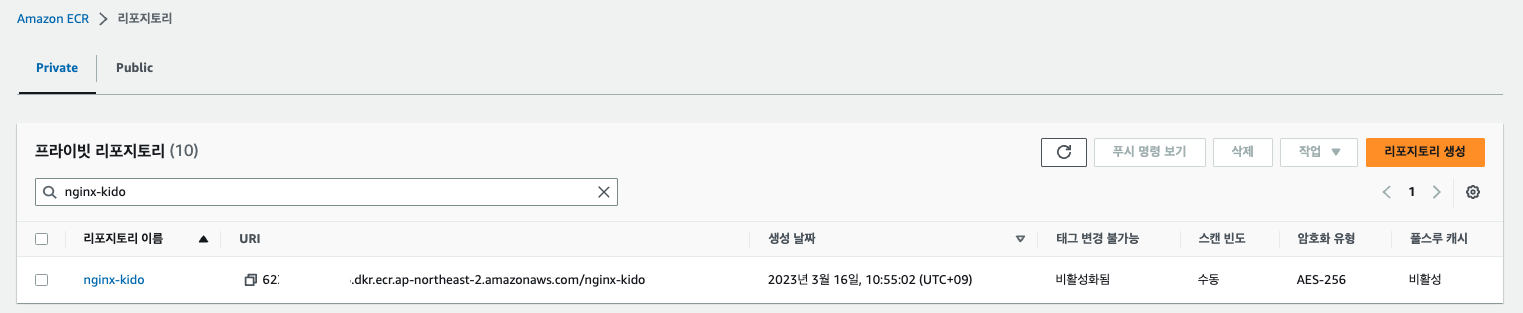 Amazon ECR > 리포지토리
Private Public
프라이빗 리포지토리 (10) 푸시 명령 보기 삭제 작업 리포지토리 생성
nginx-kido 1
리포지토리 이름 URI 생성 날짜 태그 변경 불가능 스캔 빈도 암호화 유형 풀스루 캐시
nginx-kido 62 .dkr.ecr.ap-northeast-2.amazonaws.com/nginx-kido 2023년 3월 16일, 10:55:02 (UTC+09) 비활성화됨 수동 AES-256 비활성